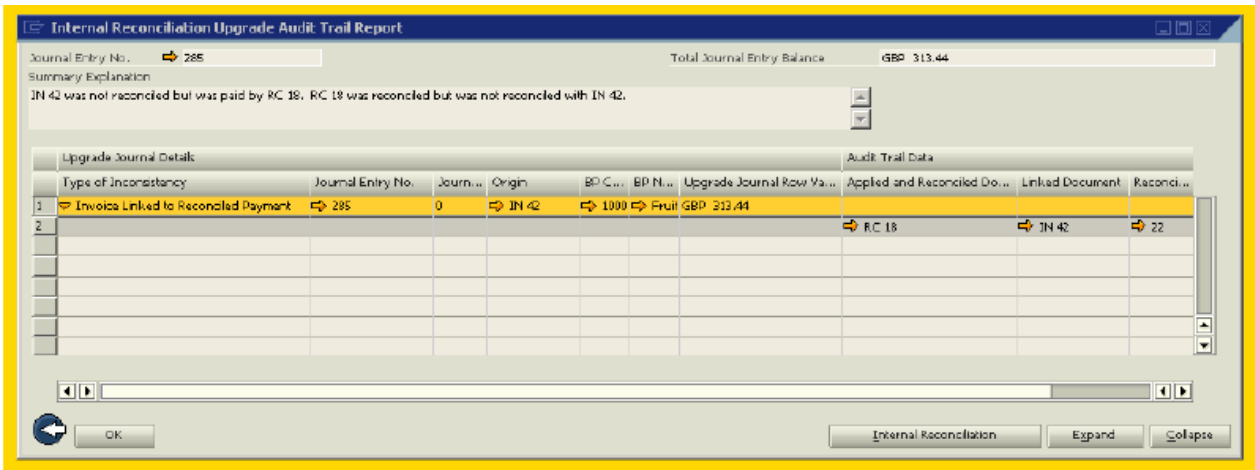 Internal Reconciliation Upgrade Audit Trail Report
Journal Entry No. 285 Total Journal Entry Balance GBP 313.44
Summary Explanation
IN 42 was not reconciled but was paid by RC 18. RC 18 was reconciled but was not reconciled with IN 42.
Upgrade Journal Details Audit Trail Data
Type of Inconsistancy Journal Entry No. Journ... Origin BP C... BP N... Upgrade Journal Row Va... Applied and Reconciled Do... Linked Document Reconci...
1 Invoice Linked to Reconciled Payment 285 0 IN 42 1000 Fruit GBP 313.44
2 RC 18 IN 42 22
OK Internal Reconciliation Expand Collapse